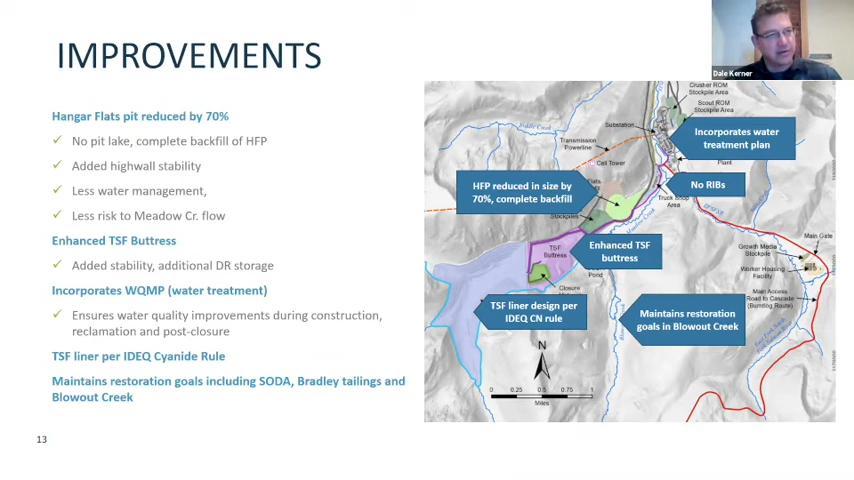 IMPROVEMENTS
Hangar Flats pit reduced by 70%
No pit lake, complete backfill of HFP
Added highwall stability
Less water management,
Less risk to Meadow Cr. flow
Enhanced TSF Buttress
Added stability, additional DR storage
Incorporates WQMP (water treatment)
Ensures water quality improvements during construction,
reclamation and post-closure
TSF liner per IDEQ Cyanide Rule
Maintains restoration goals including SODA, Bradley tailings and
Blowout Creek
13
Dale Kerner
Crusher ROM
Stockpile Area
Scout ROM
Stockpile Area
Substation
Incorporates water
treatment plan
Plant
Transmission
Powerline
Cell Tower
No RIBs
Flats
HFP reduced in size by
70%, complete backfill
Truck Shop
Area
Stockpiles
Meadow Creek
EFSFSR
Main Gate
Growth Media
Stockpile
Worker Housing
Facility
TSF
Buttress
Enhanced TSF
buttress
Pond
Closure
Main Access
Road to Cascade
(Burntlog Route)
TSF liner design per
IDEQ CN rule
Maintains restoration
goals in Blowout Creek
N
0 0.25 0.5 0.75 1
Miles